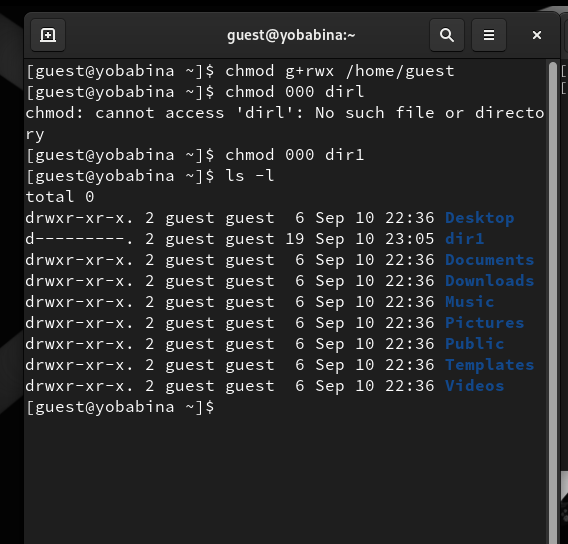 guest@yobabina:~
[guest@yobabina ~]$ chmod g+rwx /home/guest
[guest@yobabina ~]$ chmod 000 dirl
chmod: cannot access 'dirl': No such file or directo
ry
[guest@yobabina ~]$ chmod 000 dir1
[guest@yobabina ~]$ ls -l
total 0
drwxr-xr-x. 2 guest guest  6 Sep 10 22:36 Desktop
d---------. 2 guest guest 19 Sep 10 23:05 dir1
drwxr-xr-x. 2 guest guest  6 Sep 10 22:36 Documents
drwxr-xr-x. 2 guest guest  6 Sep 10 22:36 Downloads
drwxr-xr-x. 2 guest guest  6 Sep 10 22:36 Music
drwxr-xr-x. 2 guest guest  6 Sep 10 22:36 Pictures
drwxr-xr-x. 2 guest guest  6 Sep 10 22:36 Public
drwxr-xr-x. 2 guest guest  6 Sep 10 22:36 Templates
drwxr-xr-x. 2 guest guest  6 Sep 10 22:36 Videos
[guest@yobabina ~]$